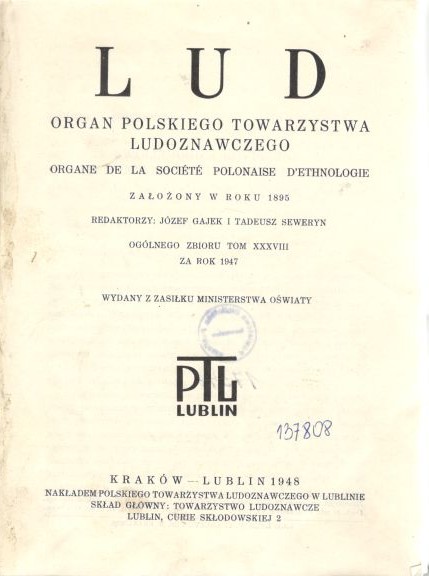 LUD
ORGAN POLSKIEGO TOWARZYSTWA
LUDOZNAWCZEGO
ORGANE DE LA SOCIÉTÉ POLONAISE D'ETHNOLOGIE
ZAŁOŻONY W ROKU 1895
REDAKTORZY: JÓZEF GAJEK I TADEUSZ SEWERYN
OGÓLNEGO ZBIORU TOM XXXVIII
ZA ROK 1947
WYDANY Z ZASIŁKU MINISTERSTWA OŚWIATY
PTL
LUBLIN
137808
KRAKÓW — LUBLIN 1948
NAKŁADEM POLSKIEGO TOWARZYSTWA LUDOZNAWCZEGO W LUBLINIE
SKŁAD GŁÓWNY: TOWARZYSTWO LUDOZNAWCZE
LUBLIN, CURIE SKŁODOWSKIEJ 2